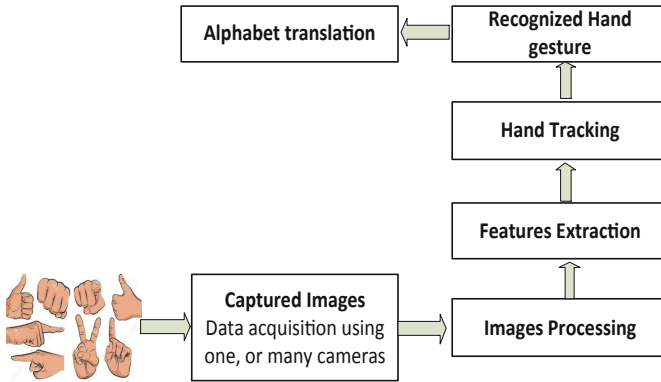 Alphabet translation
Recognized Hand
gesture
Hand Tracking
Features Extraction
Captured Images
Data acquisition using
one, or many cameras
Images Processing